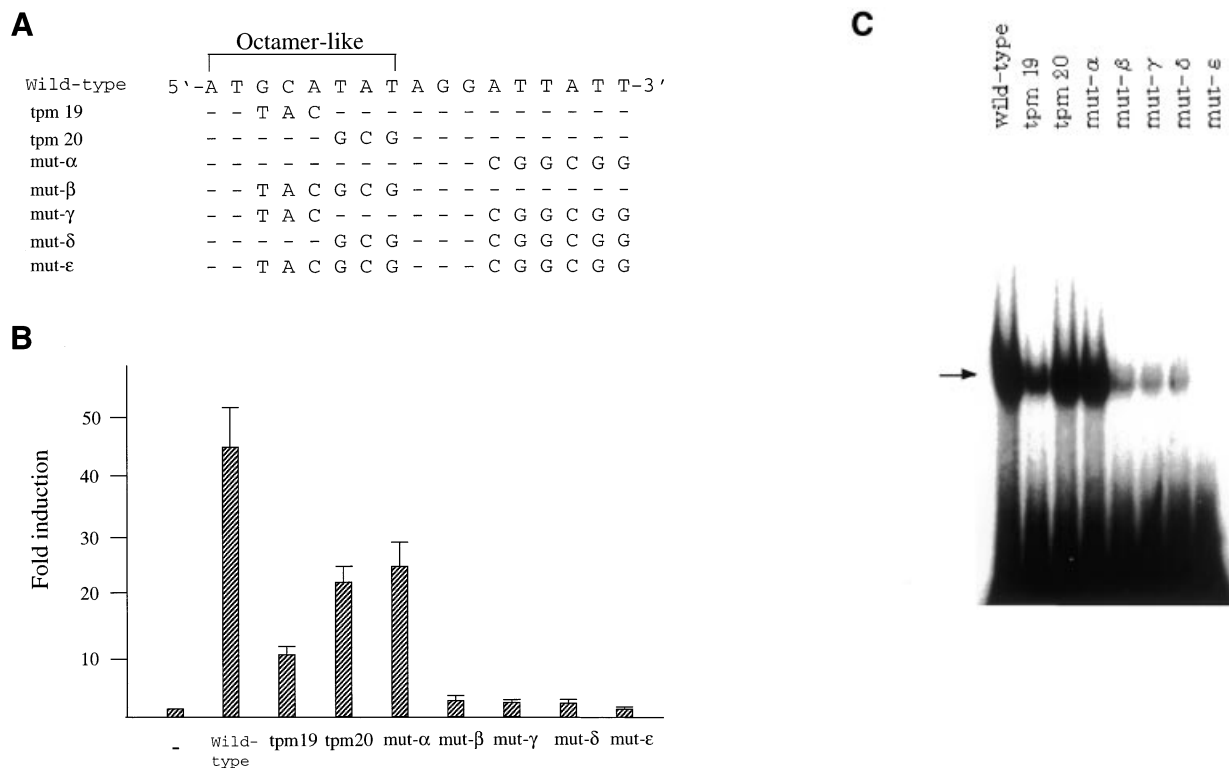 A
Octamer-like
Wild-type 5‘-A T G C A T A T A G G A T T A T T-3’
tpm 19 - - T A C - - - - - - - - - - - -
tpm 20 - - - - - G C G - - - - - - - - -
mut-α - - - - - - - - - - - C G G C G G
mut-β - - T A C G C G - - - - - - - - -
mut-γ - - T A C - - - - - - C G G C G G
mut-δ - - - - - G C G - - - C G G C G G
mut-ε - - T A C G C G - - - C G G C G G
B
Fold induction
50
40
30
20
10
- Wild-type tpm19 tpm20 mut-α mut-β mut-γ mut-δ mut-ε
C
wild-type
tpm 19
tpm 20
mut-α
mut-β
mut-γ
mut-δ
mut-ε